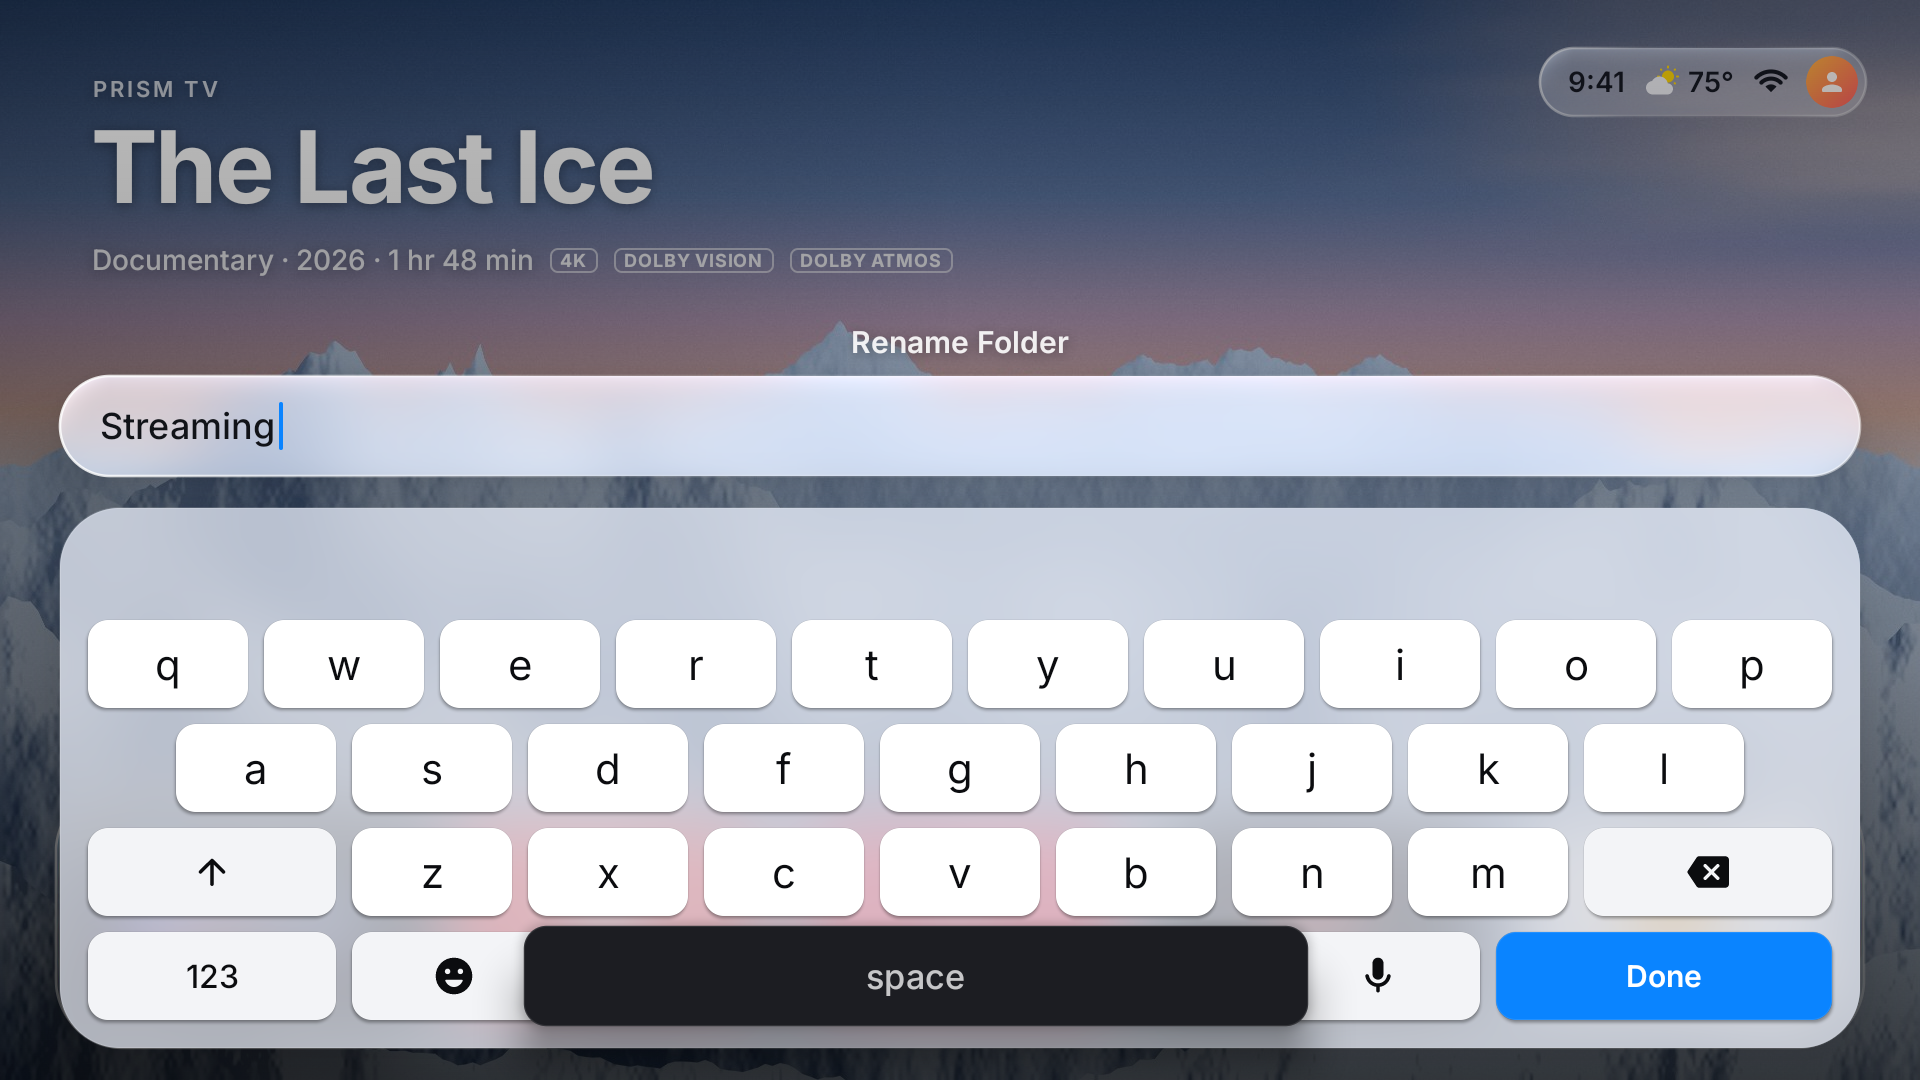 PRISM TV
9:41 75°
The Last Ice
Documentary · 2026 · 1 hr 48 min 4K DOLBY VISION DOLBY ATMOS
Rename Folder
Streaming
q w e r t y u i o p
a s d f g h j k l
z x c v b n m
123 space Done